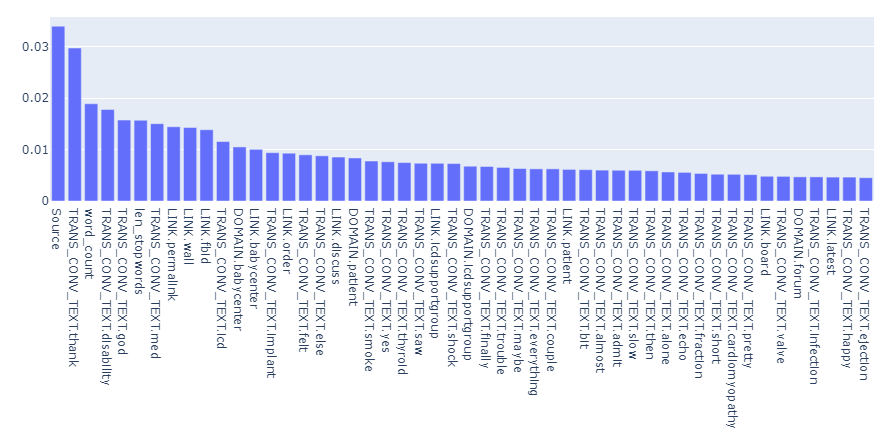 0.03
0.02
0.01
0
Source
TRANS_CONV_TEXT.thank
word_count
TRANS_CONV_TEXT.disability
TRANS_CONV_TEXT.god
len_stopwords
TRANS_CONV_TEXT.med
LINK.permalink
LINK.wall
LINK.fbid
TRANS_CONV_TEXT.icd
DOMAIN.babycenter
LINK.babycenter
TRANS_CONV_TEXT.implant
LINK.order
TRANS_CONV_TEXT.felt
TRANS_CONV_TEXT.else
LINK.discuss
DOMAIN.patient
TRANS_CONV_TEXT.smoke
TRANS_CONV_TEXT.yes
TRANS_CONV_TEXT.thyroid
TRANS_CONV_TEXT.saw
LINK.icdsupportgroup
TRANS_CONV_TEXT.shock
DOMAIN.icdsupportgroup
TRANS_CONV_TEXT.finally
TRANS_CONV_TEXT.trouble
TRANS_CONV_TEXT.maybe
TRANS_CONV_TEXT.everything
TRANS_CONV_TEXT.couple
LINK.patient
TRANS_CONV_TEXT.bit
TRANS_CONV_TEXT.almost
TRANS_CONV_TEXT.admit
TRANS_CONV_TEXT.slow
TRANS_CONV_TEXT.then
TRANS_CONV_TEXT.alone
TRANS_CONV_TEXT.echo
TRANS_CONV_TEXT.fraction
TRANS_CONV_TEXT.short
TRANS_CONV_TEXT.cardiomyopathy
TRANS_CONV_TEXT.pretty
LINK.board
TRANS_CONV_TEXT.valve
DOMAIN.forum
TRANS_CONV_TEXT.infection
LINK.latest
TRANS_CONV_TEXT.happy
TRANS_CONV_TEXT.ejection